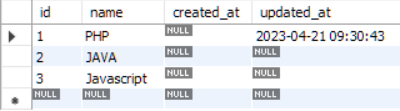 id name created_at updated_at
1 PHP NULL 2023-04-21 09:30:43
2 JAVA NULL NULL
3 Javascript NULL NULL
NULL NULL NULL NULL